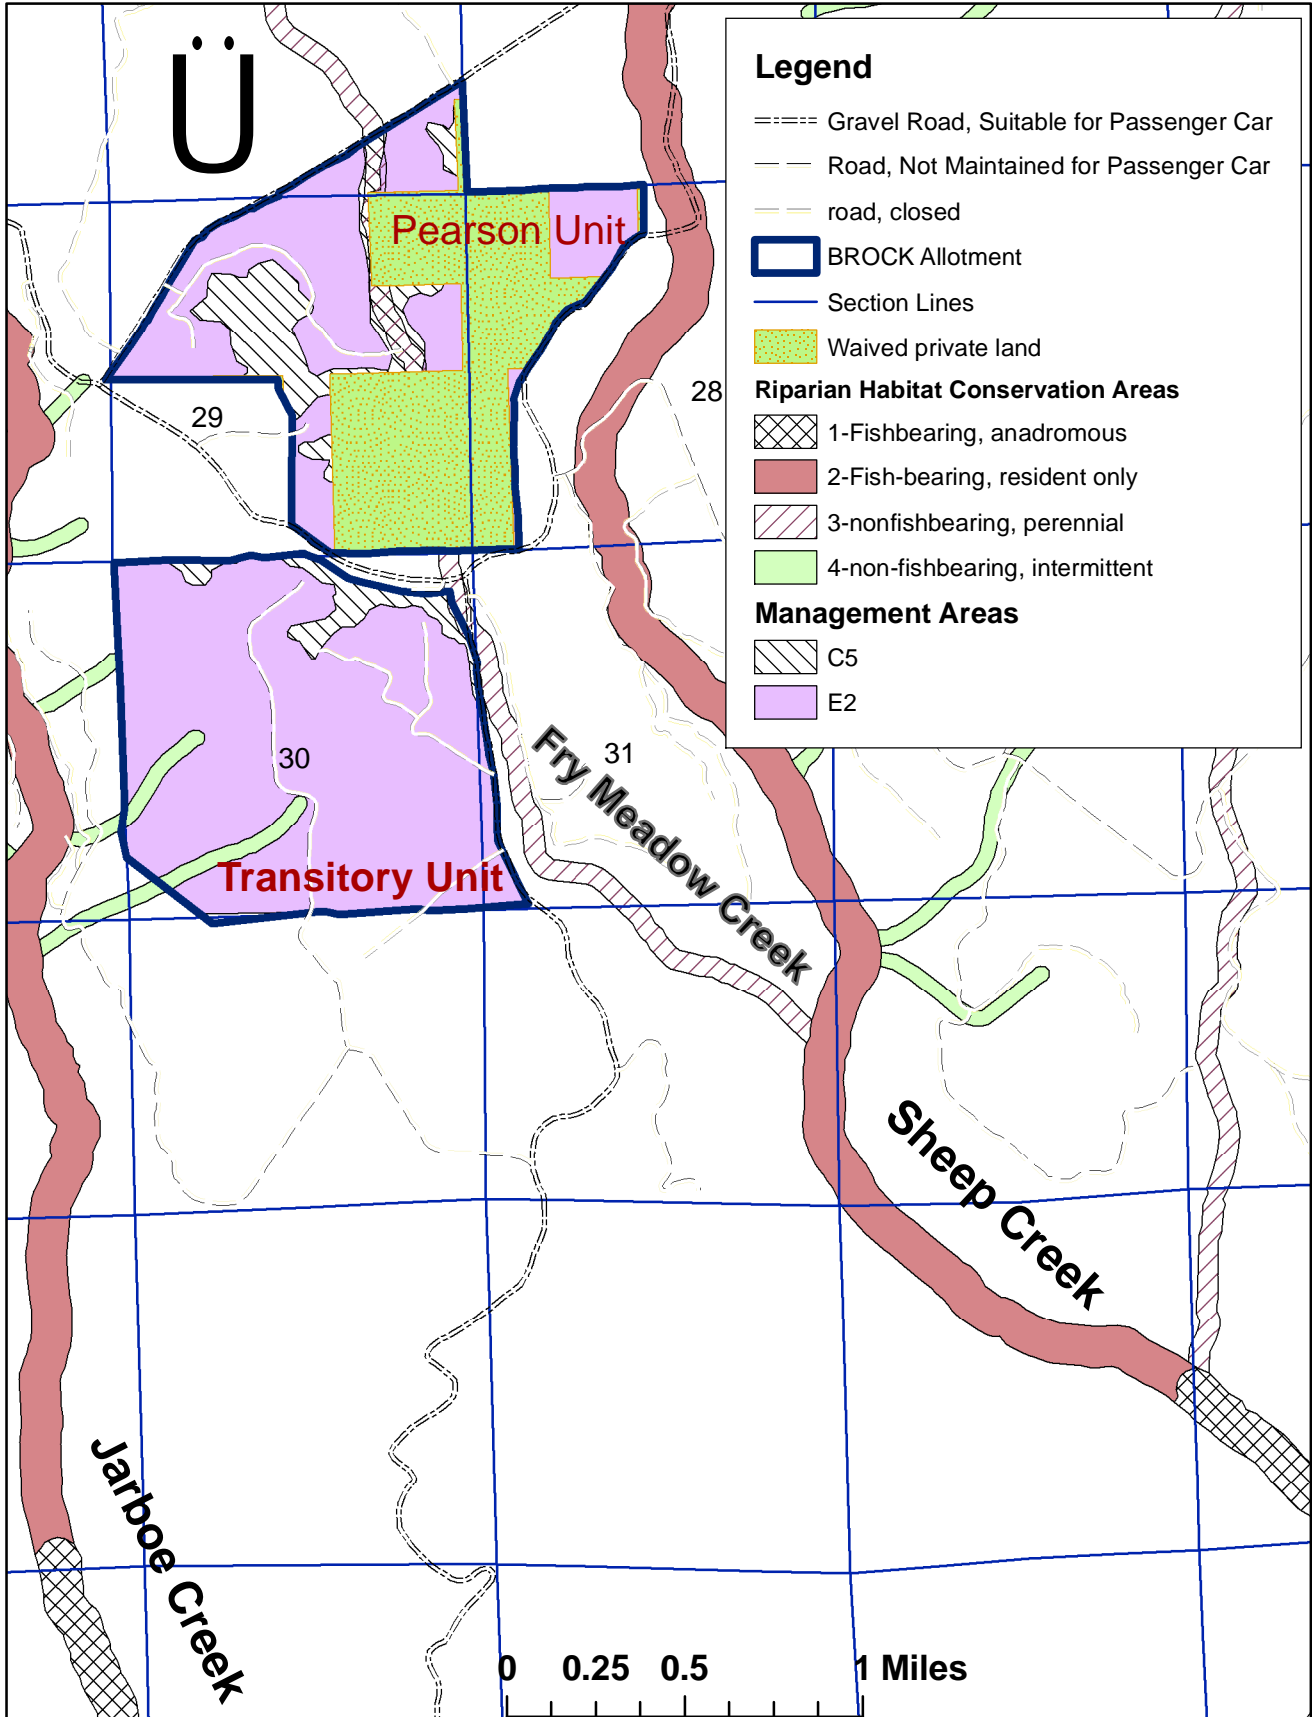 Ü
Legend
Gravel Road, Suitable for Passenger Car
Road, Not Maintained for Passenger Car
road, closed
BROCK Allotment
Section Lines
Waived private land
Riparian Habitat Conservation Areas
1-Fishbearing, anadromous
2-Fish-bearing, resident only
3-nonfishbearing, perennial
4-non-fishbearing, intermittent
Management Areas
C5
E2
Pearson Unit
28
29
30
31
Fry Meadow Creek
Transitory Unit
Sheep Creek
Jarboe Creek
0 0.25 0.5 1 Miles